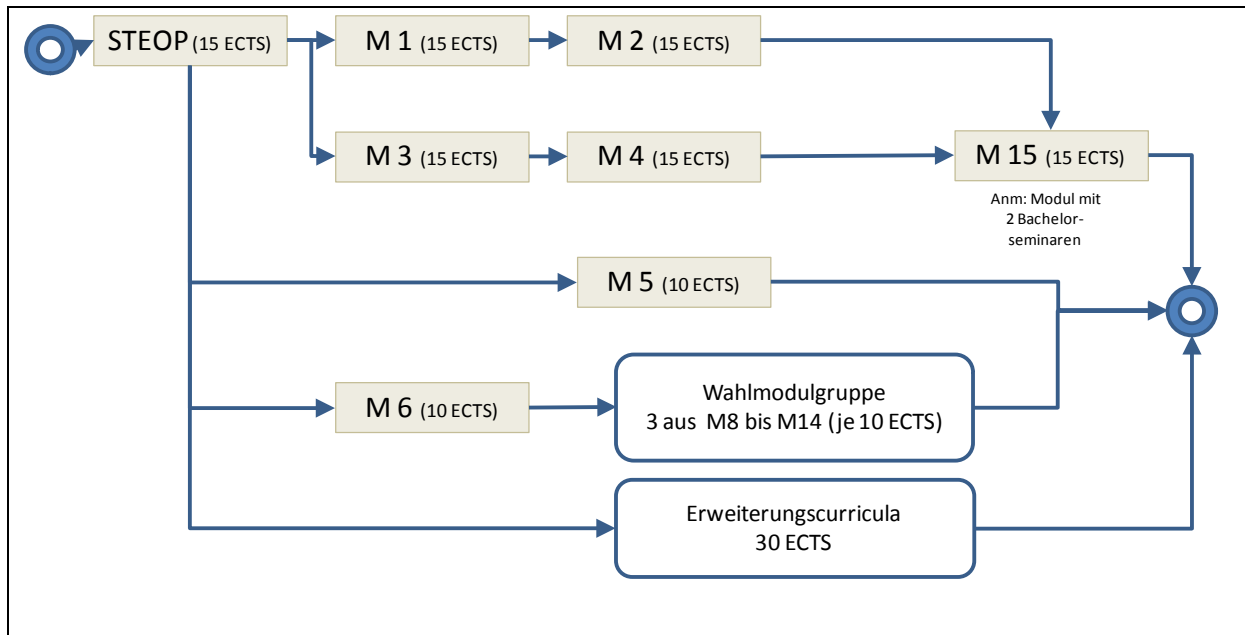 STEOP (15 ECTS)
M 1 (15 ECTS)
M 2 (15 ECTS)
M 3 (15 ECTS)
M 4 (15 ECTS)
M 15 (15 ECTS)
Anm: Modul mit
2 Bachelor-
seminaren
M 5 (10 ECTS)
M 6 (10 ECTS)
Wahlmodulgruppe
3 aus M8 bis M14 (je 10 ECTS)
Erweiterungscurricula
30 ECTS